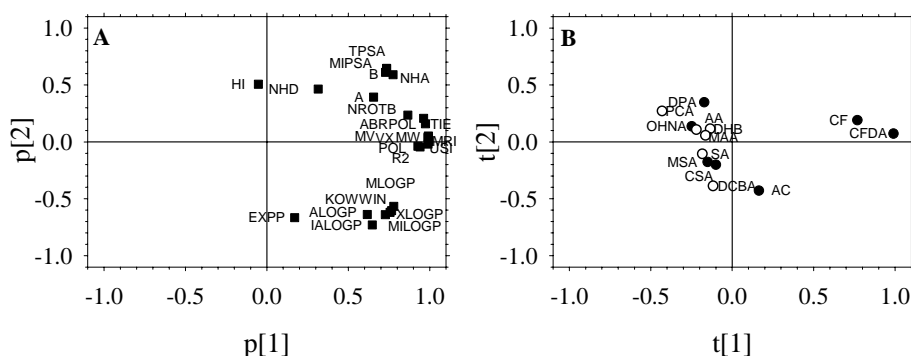 A
1.0
0.5
0.0
-0.5
-1.0
p[2]
TPSA
MIPSA
B
NHA
HI
NHD
A
NROTB
ABRPOL
TIE
MV
VX
MW
MRI
POL
USI
R2
MLOGP
KOWWIN
EXPP
ALOGP
XLOGP
IALOGP
MILOGP
-1.0 -0.5 0.0 0.5 1.0
p[1]
B
1.0
0.5
0.0
-0.5
-1.0
t[2]
DPA
PCA
AA
OHNA
DHB
MAA
CF
CFDA
SA
MSA
CSA
DCBA
AC
-1.0 -0.5 0.0 0.5 1.0
t[1]